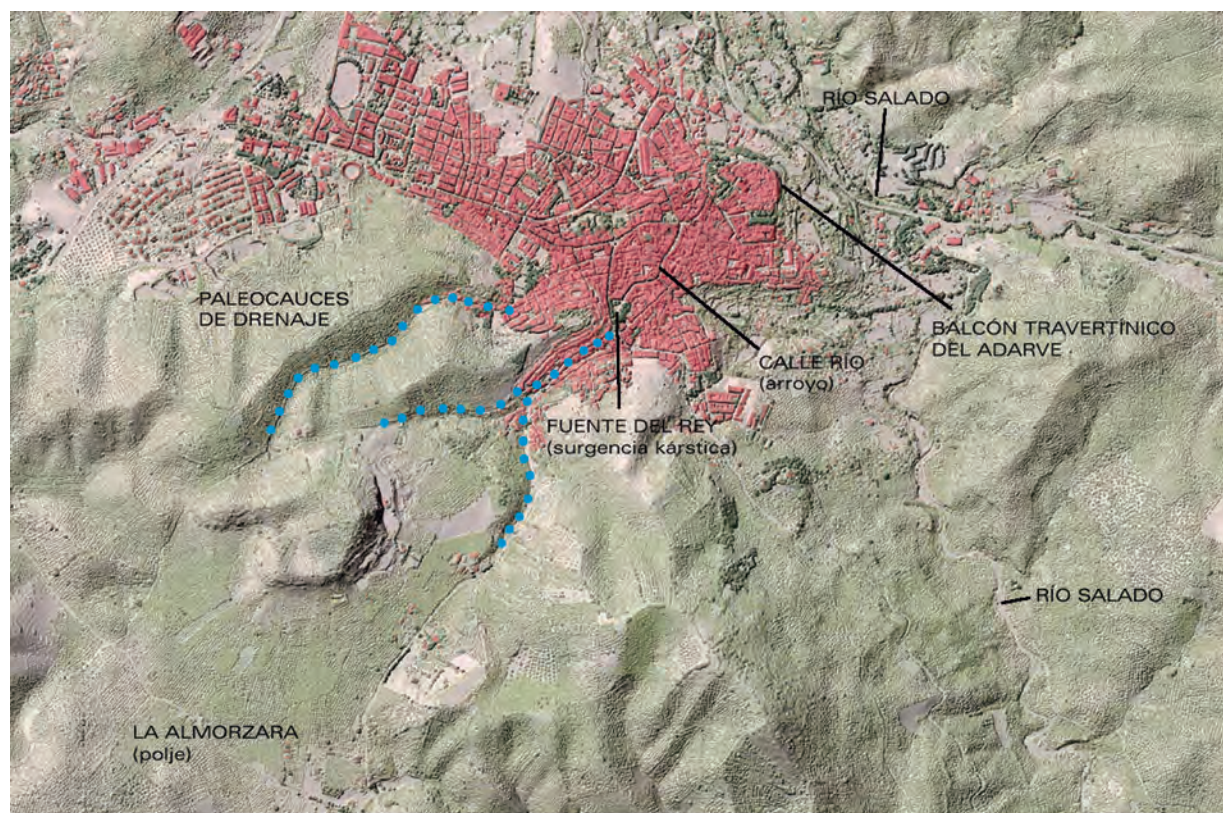 RÍO SALADO
PALEOCAUCES
DE DRENAJE
BALCÓN TRAVERTÍNICO
DEL ADARVE
CALLE RÍO
(arroyo)
FUENTE DEL REY
(surgencia kárstica)
RÍO SALADO
LA ALMORZARA
(polje)